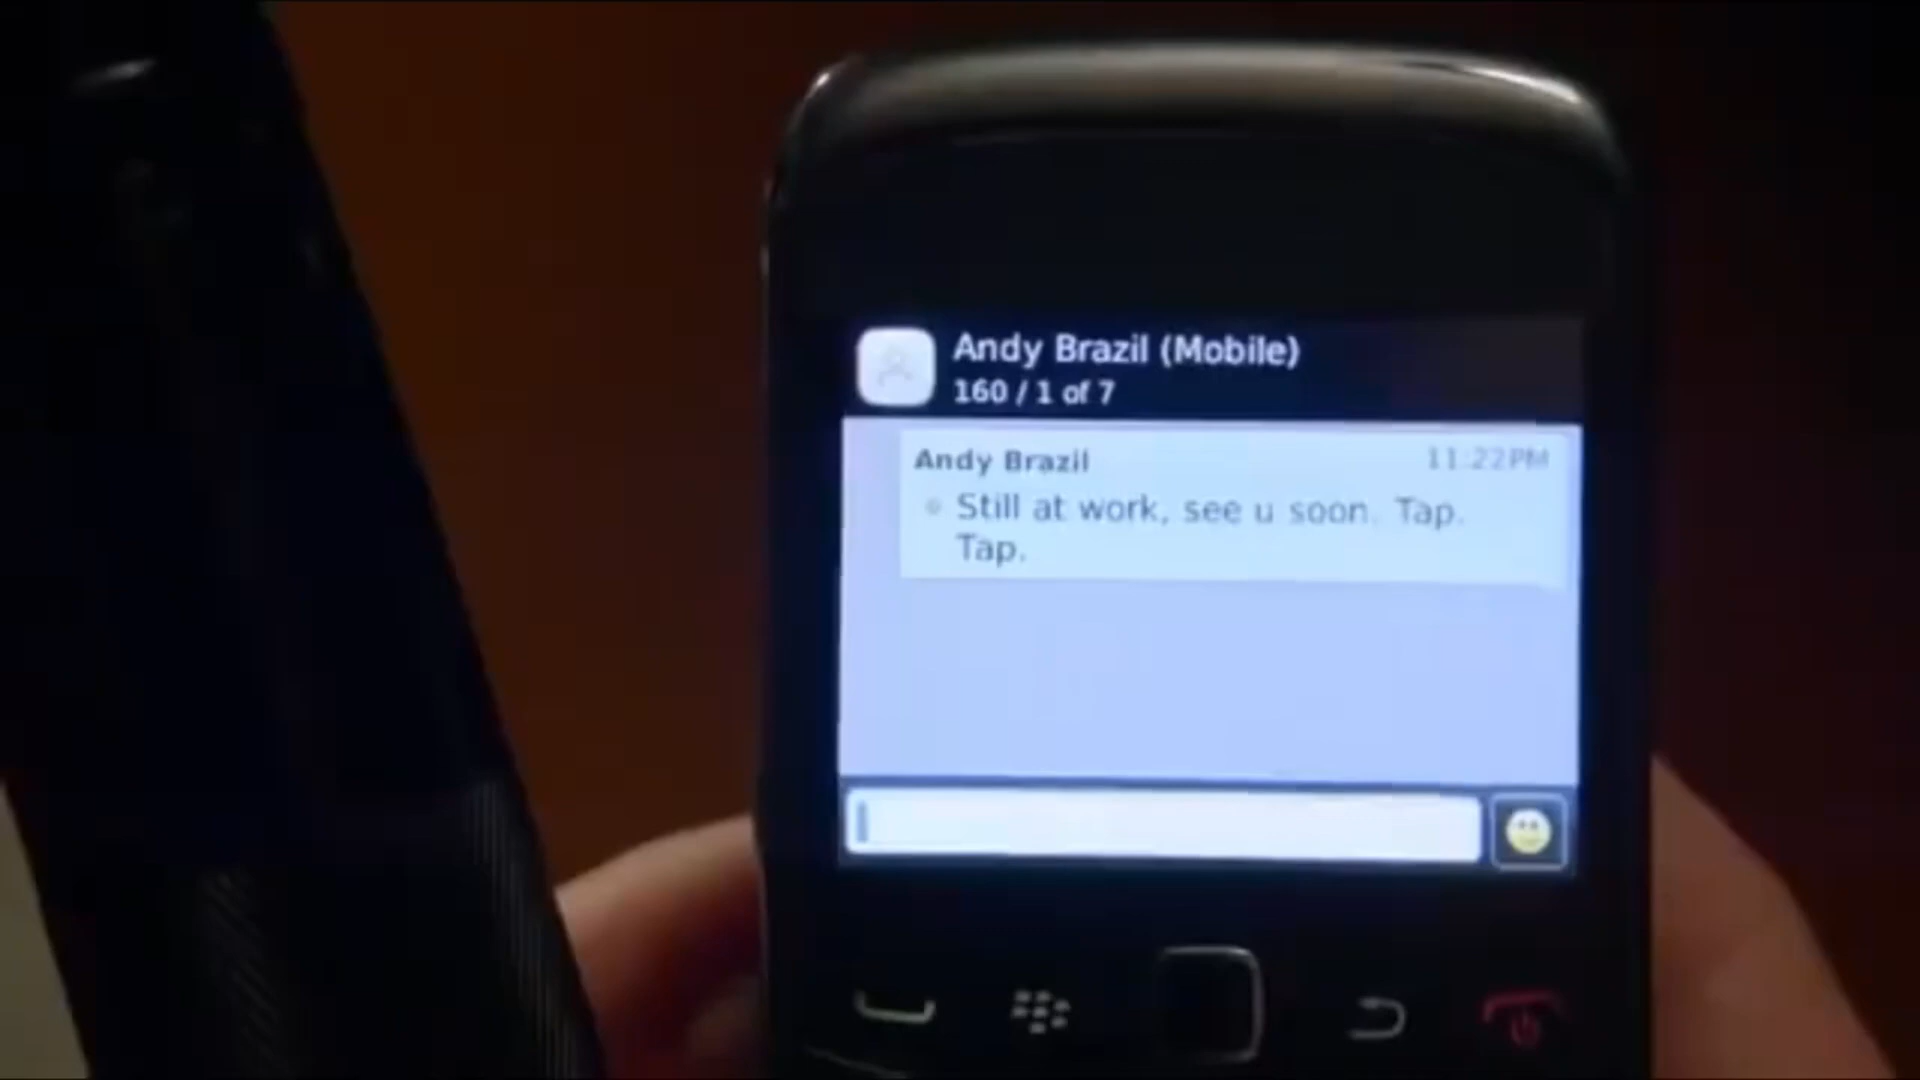 Andy Brazil (Mobile)
160 / 1 of 7
Andy Brazil 11:22PM
Still at work, see u soon. Tap.
Tap.